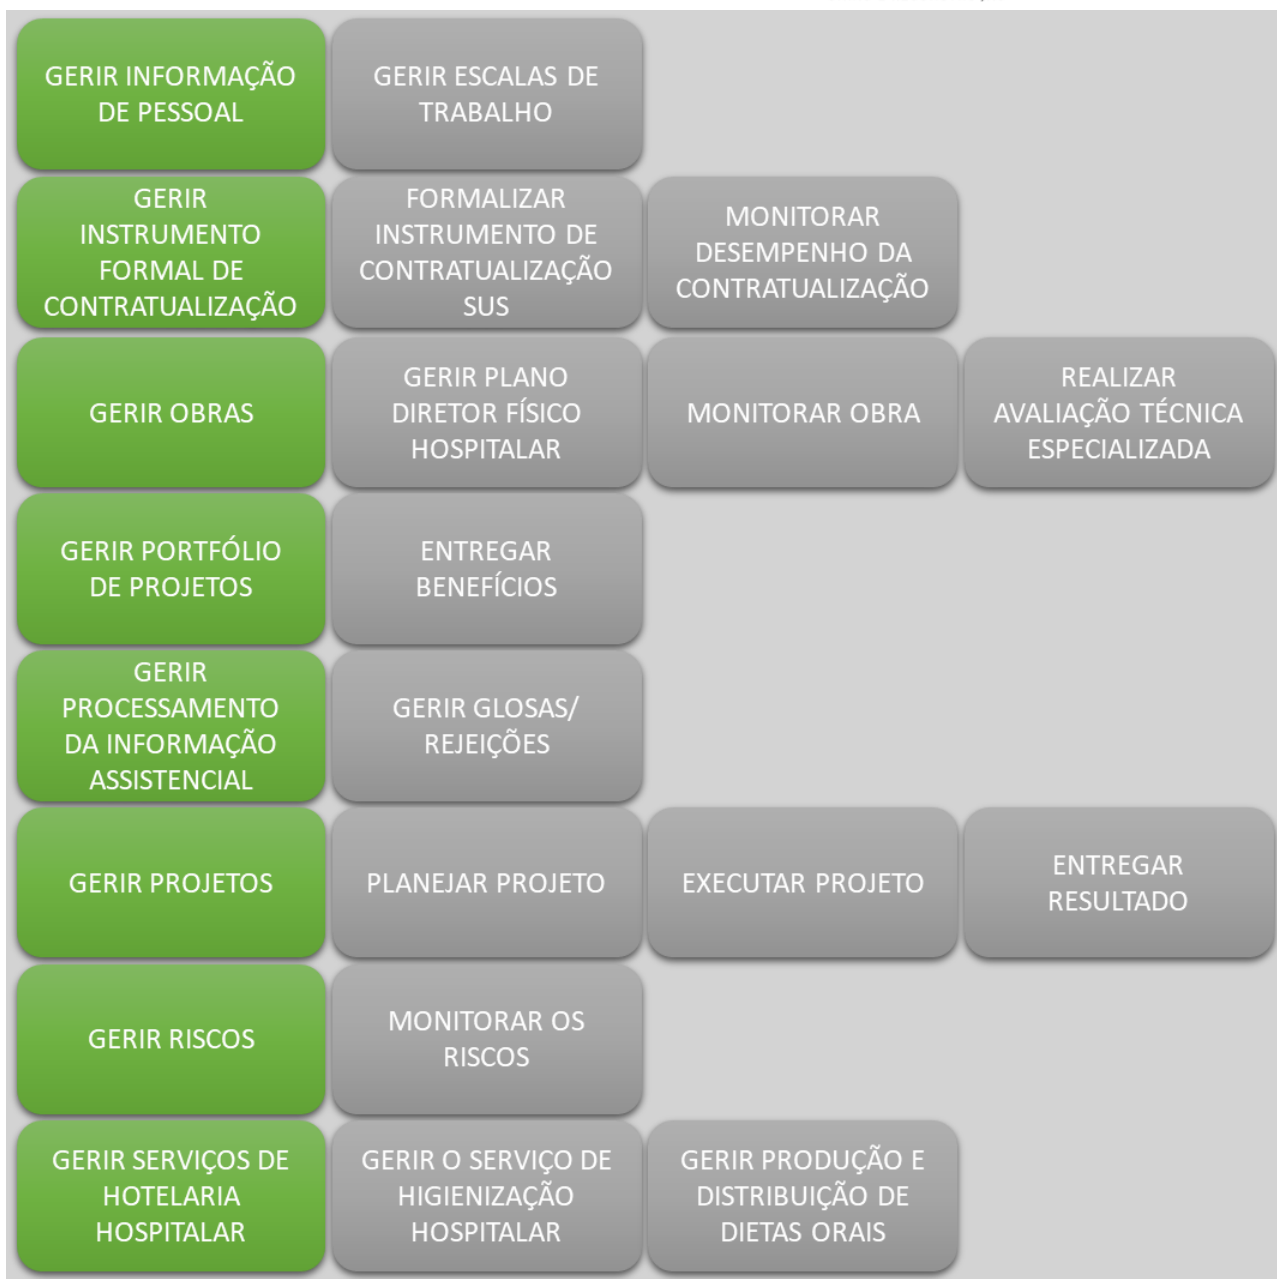 GERIR INFORMAÇÃO
DE PESSOAL
GERIR ESCALAS DE
TRABALHO
GERIR
INSTRUMENTO
FORMAL DE
CONTRATUALIZAÇÃO
FORMALIZAR
INSTRUMENTO DE
CONTRATUALIZAÇÃO
SUS
MONITORAR
DESEMPENHO DA
CONTRATUALIZAÇÃO
GERIR OBRAS
GERIR PLANO
DIRETOR FÍSICO
HOSPITALAR
MONITORAR OBRA
REALIZAR
AVALIAÇÃO TÉCNICA
ESPECIALIZADA
GERIR PORTFÓLIO
DE PROJETOS
ENTREGAR
BENEFÍCIOS
GERIR
PROCESSAMENTO
DA INFORMAÇÃO
ASSISTENCIAL
GERIR GLOSAS/
REJEIÇÕES
GERIR PROJETOS
PLANEJAR PROJETO
EXECUTAR PROJETO
ENTREGAR
RESULTADO
GERIR RISCOS
MONITORAR OS
RISCOS
GERIR SERVIÇOS DE
HOTELARIA
HOSPITALAR
GERIR O SERVIÇO DE
HIGIENIZAÇÃO
HOSPITALAR
GERIR PRODUÇÃO E
DISTRIBUIÇÃO DE
DIETAS ORAIS